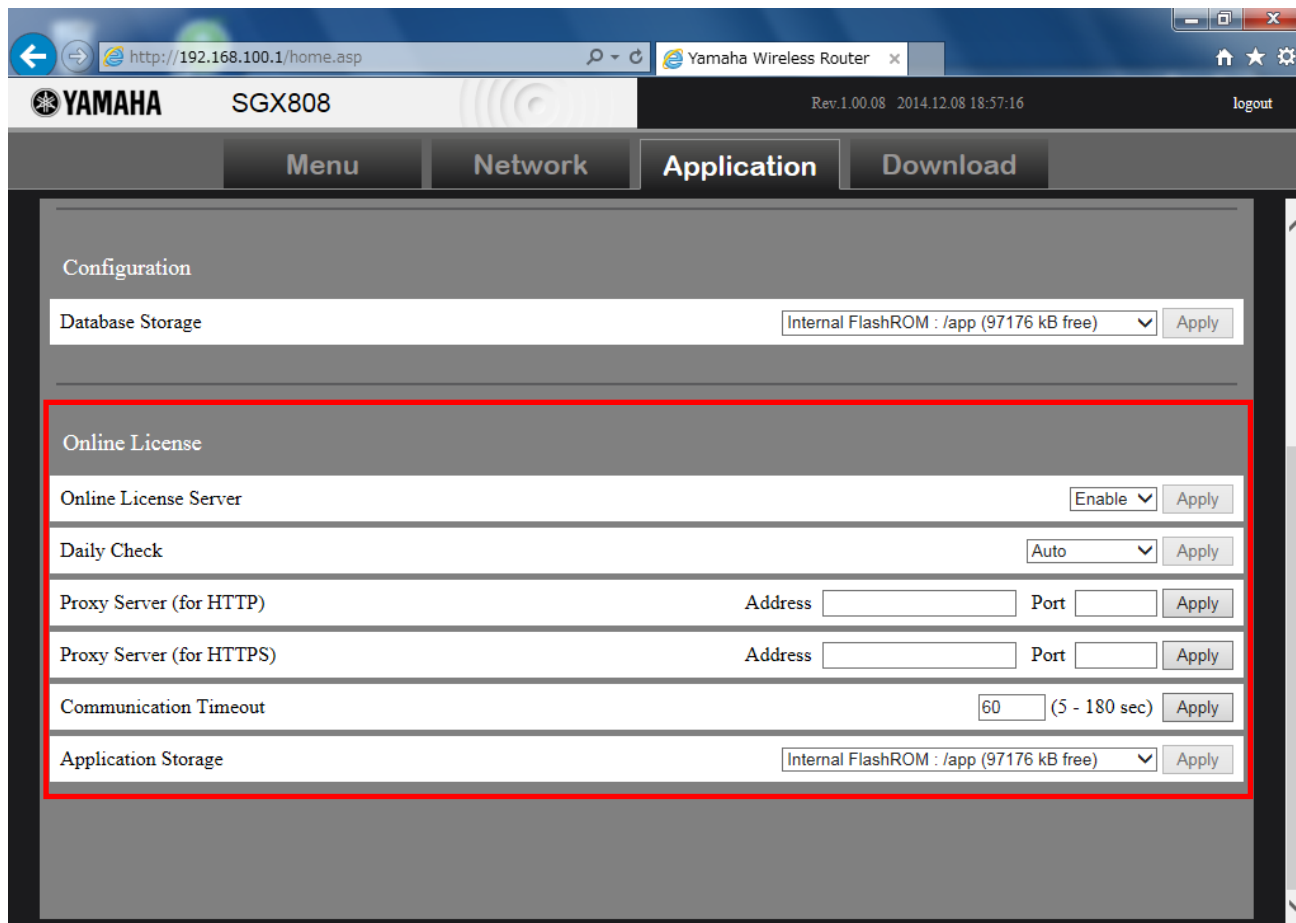 http://192.168.100.1/home.asp
Yamaha Wireless Router
YAMAHA SGX808 Rev.1.00.08 2014.12.08 18:57:16 logout
Menu Network Application Download
Configuration
Database Storage Internal FlashROM : /app (97176 kB free) Apply
Online License
Online License Server Enable Apply
Daily Check Auto Apply
Proxy Server (for HTTP) Address Port Apply
Proxy Server (for HTTPS) Address Port Apply
Communication Timeout 60 (5 - 180 sec) Apply
Application Storage Internal FlashROM : /app (97176 kB free) Apply